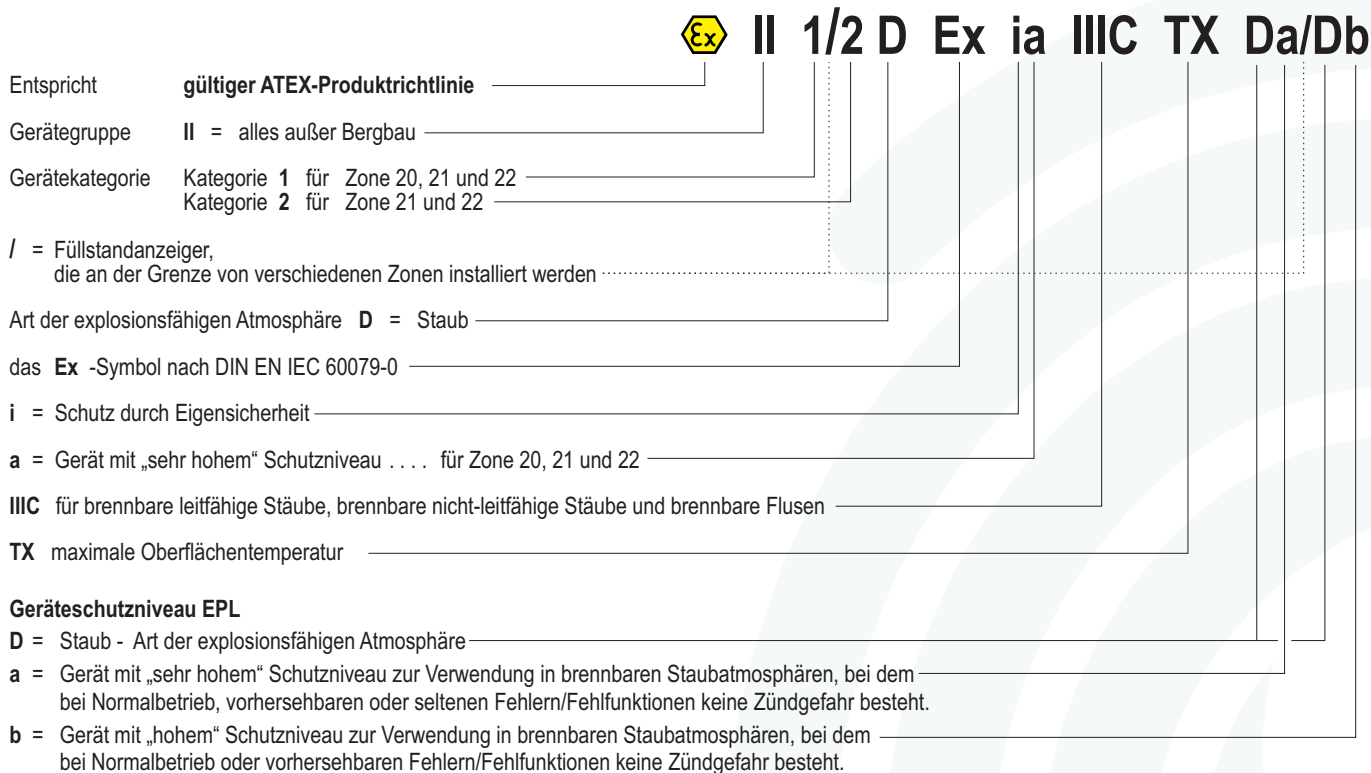 Ex II 1/2 D Ex ia IIIC TX Da/Db
Entspricht gültiger ATEX-Produktrichtlinie
Gerätegruppe II = alles außer Bergbau
Gerätekategorie Kategorie 1 für Zone 20, 21 und 22
Kategorie 2 für Zone 21 und 22
/ = Füllstandanzeiger,
die an der Grenze von verschiedenen Zonen installiert werden
Art der explosionsfähigen Atmosphäre D = Staub
das Ex -Symbol nach DIN EN IEC 60079-0
i = Schutz durch Eigensicherheit
a = Gerät mit „sehr hohem“ Schutzniveau . . . . für Zone 20, 21 und 22
IIIC für brennbare leitfähige Stäube, brennbare nicht-leitfähige Stäube und brennbare Flusen
TX maximale Oberflächentemperatur
Geräteschutzniveau EPL
D = Staub - Art der explosionsfähigen Atmosphäre
a = Gerät mit „sehr hohem“ Schutzniveau zur Verwendung in brennbaren Staubatmosphären, bei dem
bei Normalbetrieb, vorhersehbaren oder seltenen Fehlern/Fehlfunktionen keine Zündgefahr besteht.
b = Gerät mit „hohem“ Schutzniveau zur Verwendung in brennbaren Staubatmosphären, bei dem
bei Normalbetrieb oder vorhersehbaren Fehlern/Fehlfunktionen keine Zündgefahr besteht.